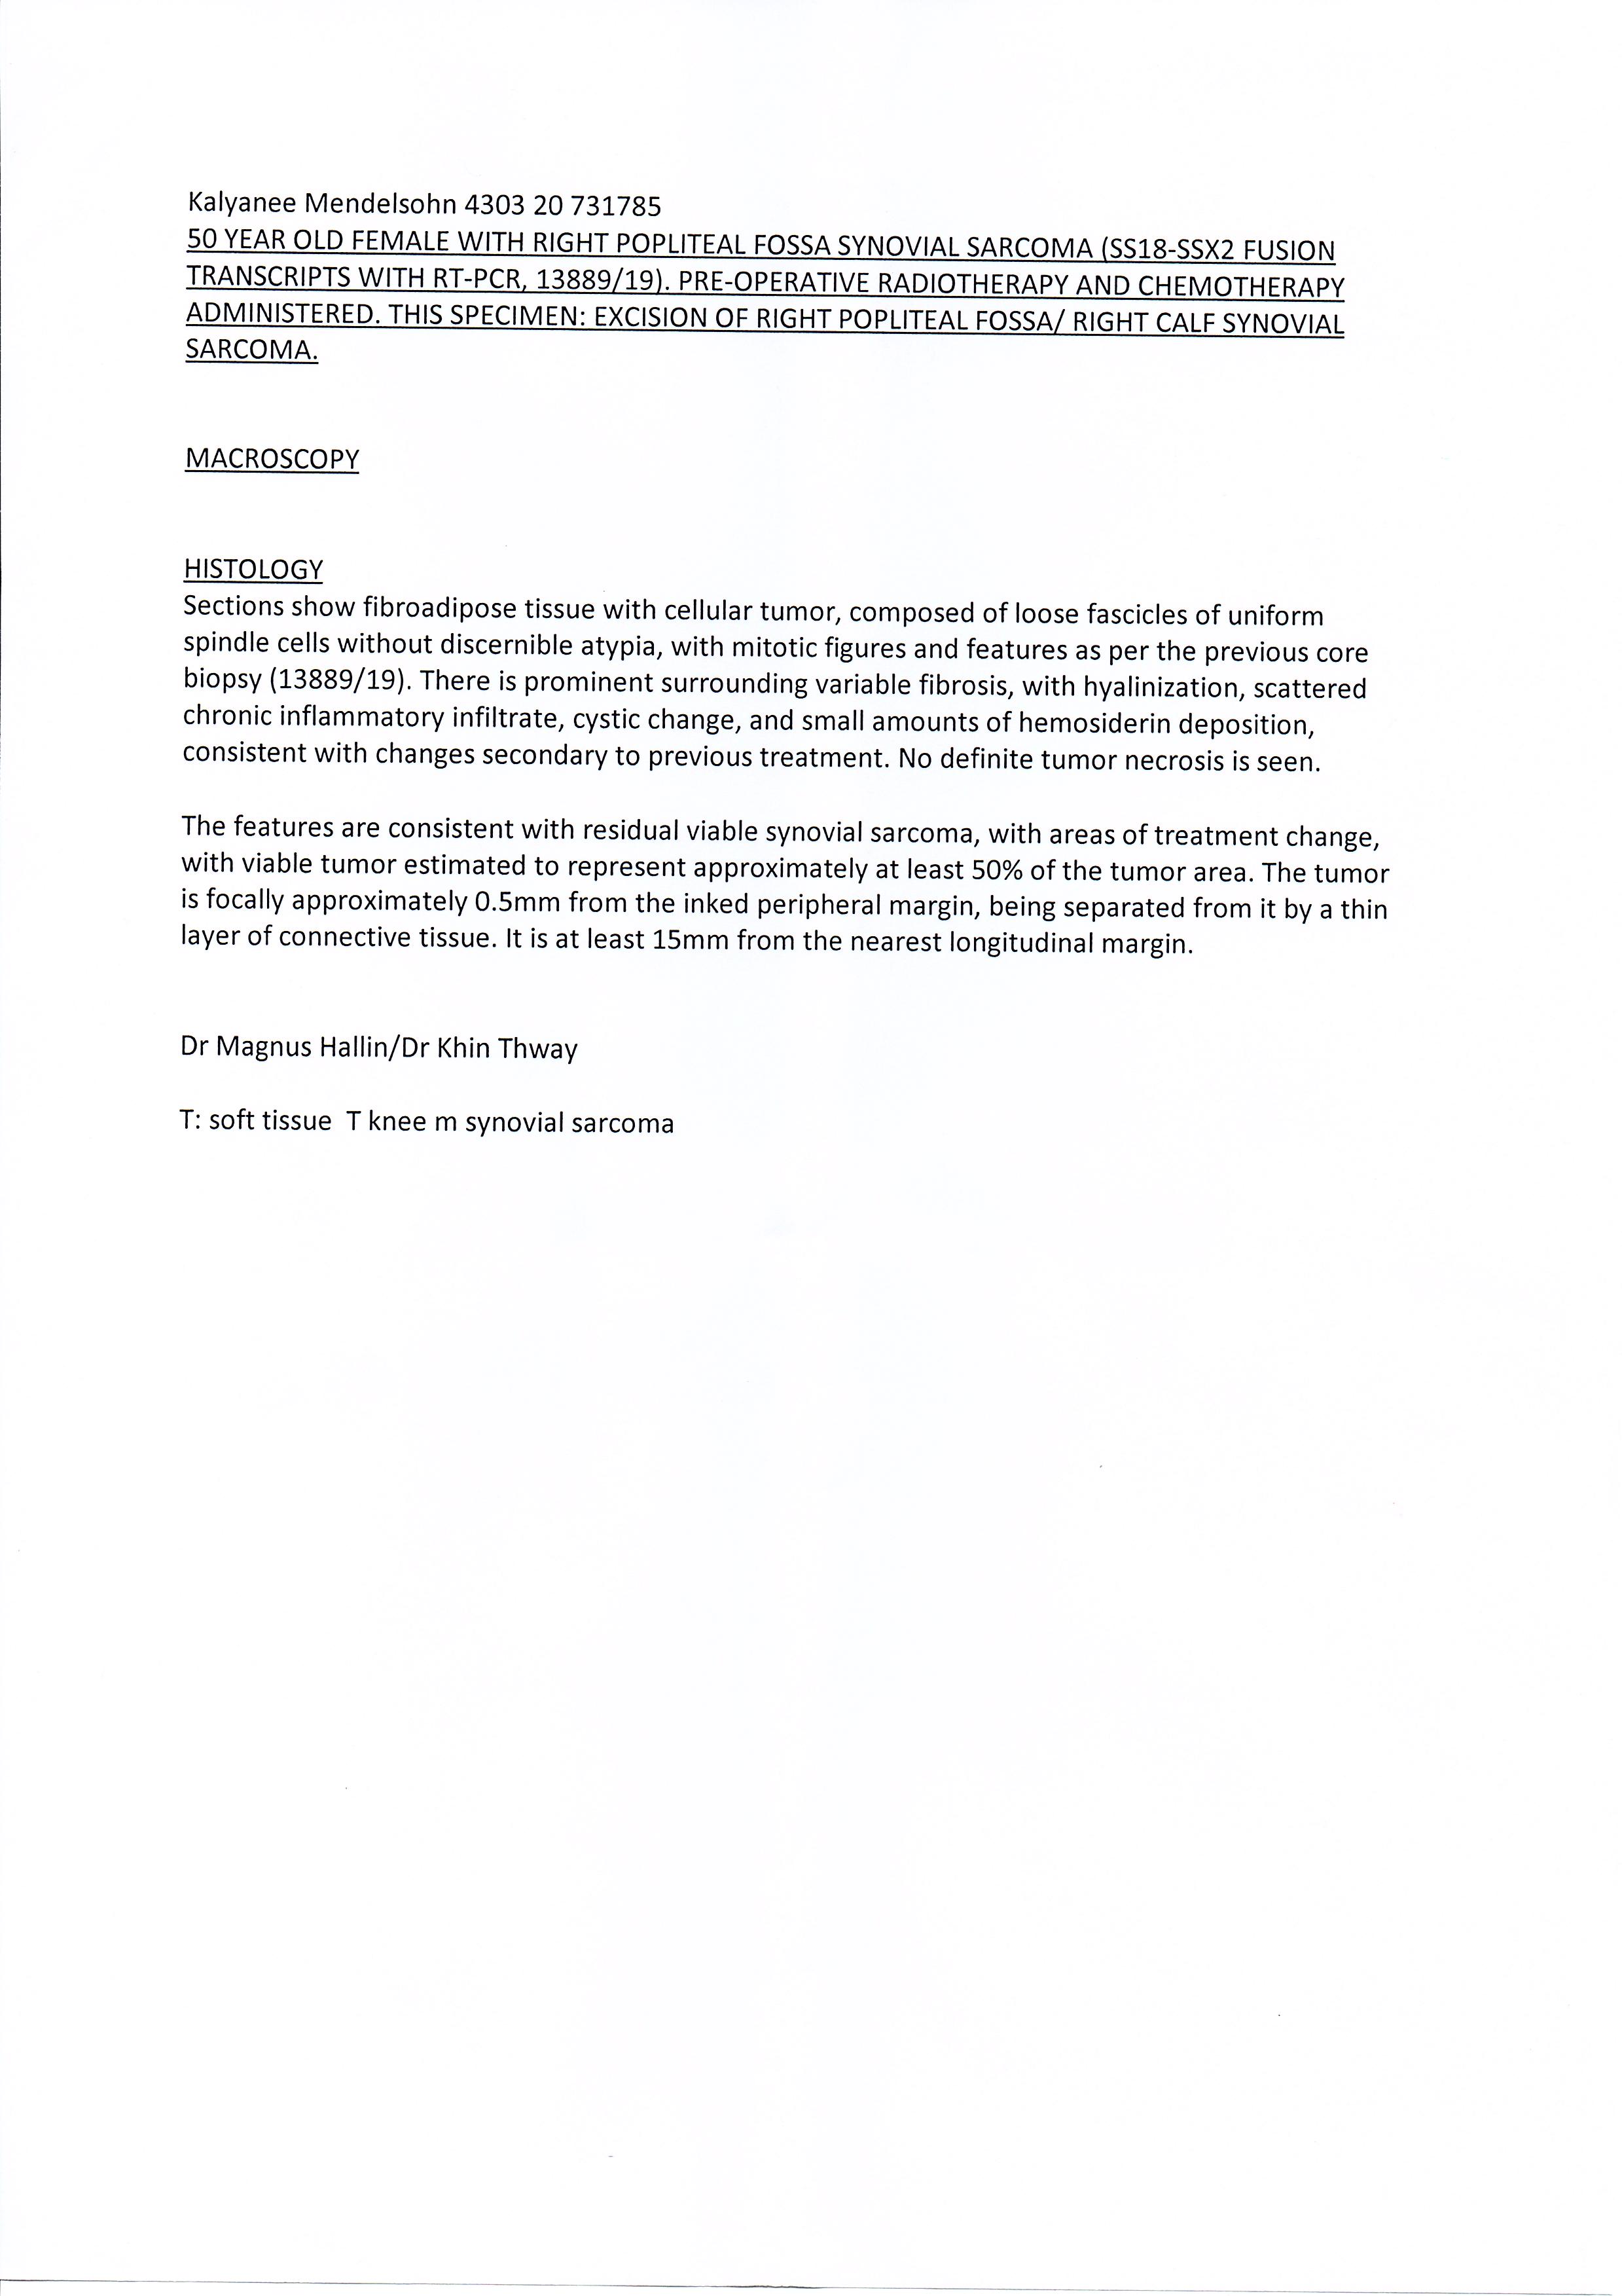 Kalyanee Mendelsohn 4303 20 731785
50 YEAR OLD FEMALE WITH RIGHT POPLITEAL FOSSA SYNOVIAL SARCOMA (SS18-SSX2 FUSION
TRANSCRIPTS WITH RT-PCR, 13889/19). PRE-OPERATIVE RADIOTHERAPY AND CHEMOTHERAPY
ADMINISTERED. THIS SPECIMEN: EXCISION OF RIGHT POPLITEAL FOSSA/ RIGHT CALF SYNOVIAL
SARCOMA.
MACROSCOPY
HISTOLOGY
Sections show fibroadipose tissue with cellular tumor, composed of loose fascicles of uniform
spindle cells without discernible atypia, with mitotic figures and features as per the previous core
biopsy (13889/19). There is prominent surrounding variable fibrosis, with hyalinization, scattered
chronic inflammatory infiltrate, cystic change, and small amounts of hemosiderin deposition,
consistent with changes secondary to previous treatment. No definite tumor necrosis is seen.
The features are consistent with residual viable synovial sarcoma, with areas of treatment change,
with viable tumor estimated to represent approximately at least 50% of the tumor area. The tumor
is focally approximately 0.5mm from the inked peripheral margin, being separated from it by a thin
layer of connective tissue. It is at least 15mm from the nearest longitudinal margin.
Dr Magnus Hallin/Dr Khin Thway
T: soft tissue  T knee m synovial sarcoma